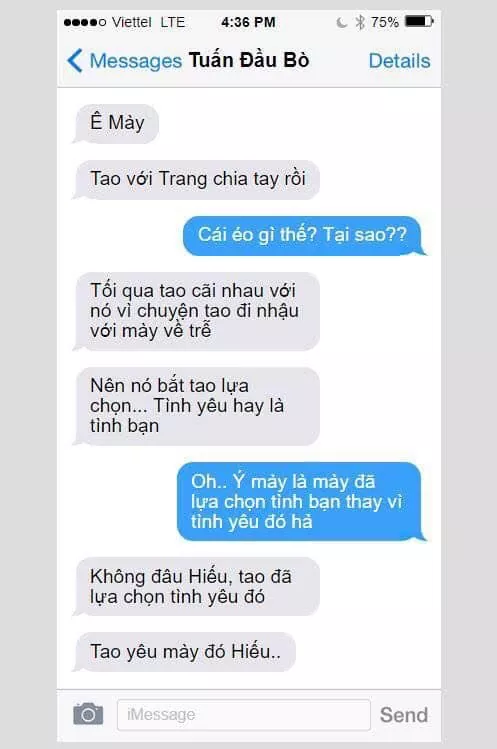 Viettel LTE 4:36 PM 75%
Messages Tuấn Đầu Bò Details
Ê Mày
Tao với Trang chia tay rồi
Cái éo gì thế? Tại sao??
Tối qua tao cãi nhau với
nó vì chuyện tao đi nhậu
với mày về trễ
Nên nó bắt tao lựa
chọn... Tình yêu hay là
tình bạn
Oh.. Ý mày là mày đã
lựa chọn tình bạn thay vì
tình yêu đó hả
Không đâu Hiếu, tao đã
lựa chọn tình yêu đó
Tao yêu mày đó Hiếu..
iMessage Send